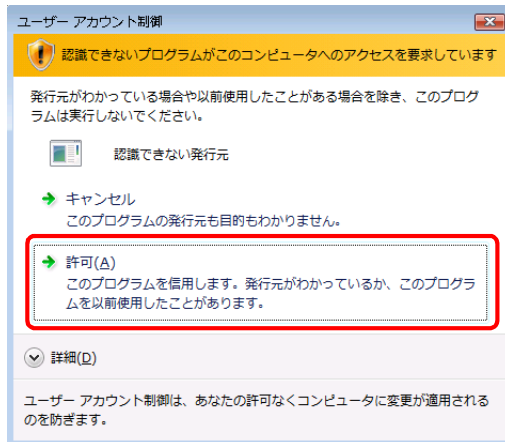 ユーザー アカウント制御
認識できないプログラムがこのコンピュータへのアクセスを要求しています
発行元がわかっている場合や以前使用したことがある場合を除き、このプログ
ラムは実行しないでください。
認識できない発行元
キャンセル
このプログラムの発行元も目的もわかりません。
許可(A)
このプログラムを信用します。発行元がわかっているか、このプログラ
ムを以前使用したことがあります。
詳細(D)
ユーザー アカウント制御は、あなたの許可なくコンピュータに変更が適用される
のを防ぎます。